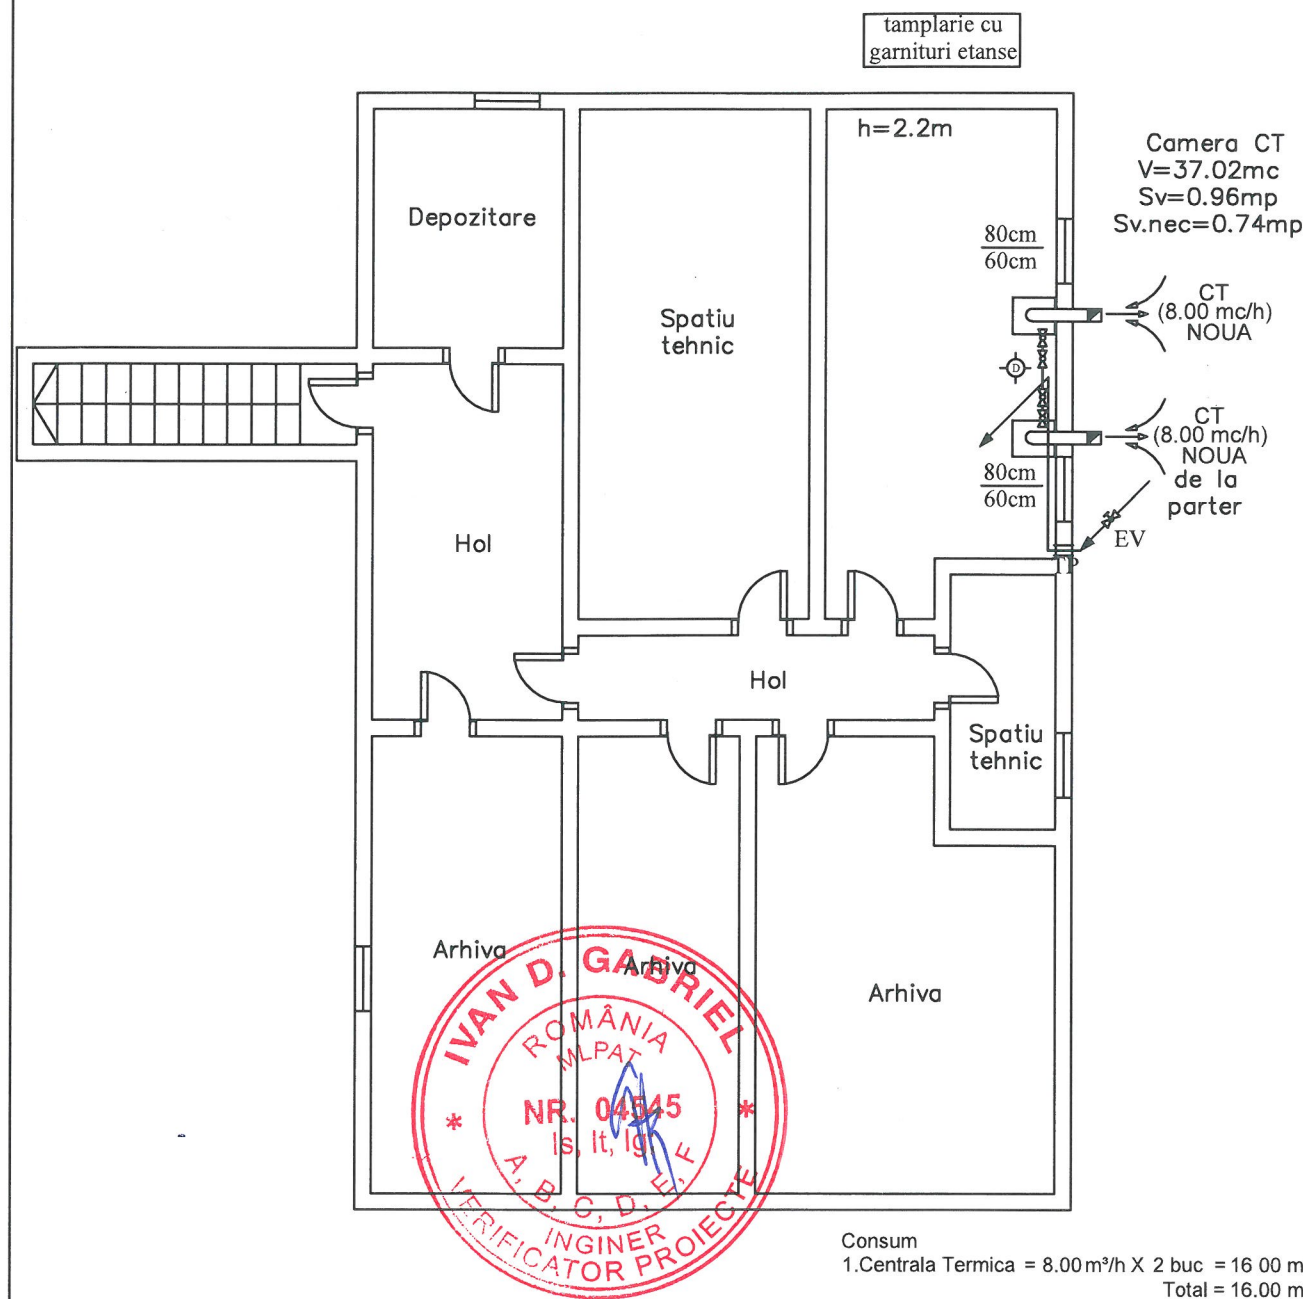 tamplarie cu
garnituri etanse
h=2.2m
Camera CT
V=37.02mc
Sv=0.96mp
Sv.nec=0.74mp
Depozitare
80cm
60cm
Spatiu
tehnic
CT
(8.00 mc/h)
NOUA
D
CT
(8.00 mc/h)
NOUA
de la
parter
80cm
60cm
EV
TP
Hol
Hol
Spatiu
tehnic
Arhiva
Arhiva
Arhiva
IVAN D. GABRIEL
ROMÂNIA
MLPAT
NR. 04545
Is, It, Ig,
A, B, C, D, E, F
INGINER
* VERIFICATOR PROIECTE *
Consum
1.Centrala Termica = 8.00 m³/h X 2 buc = 16 00 m
Total = 16.00 m